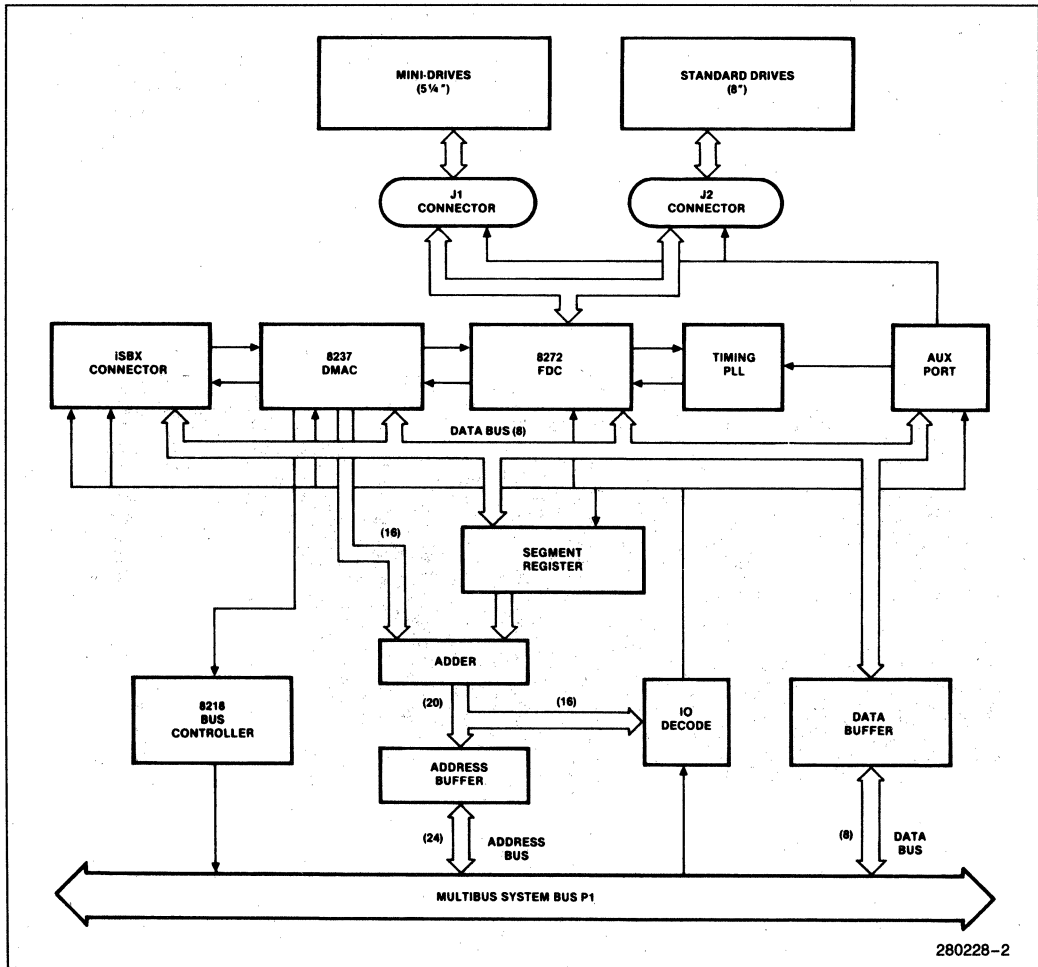 MINI-DRIVES
(5¼")
STANDARD DRIVES
(8")
J1
CONNECTOR
J2
CONNECTOR
iSBX
CONNECTOR
8237
DMAC
8272
FDC
TIMING
PLL
AUX
PORT
DATA BUS (8)
(16)
SEGMENT
REGISTER
ADDER
8218
BUS
CONTROLLER
(20)
(16)
IO
DECODE
DATA
BUFFER
ADDRESS
BUFFER
(24)
ADDRESS
BUS
(8)
DATA
BUS
MULTIBUS SYSTEM BUS P1
280228-2